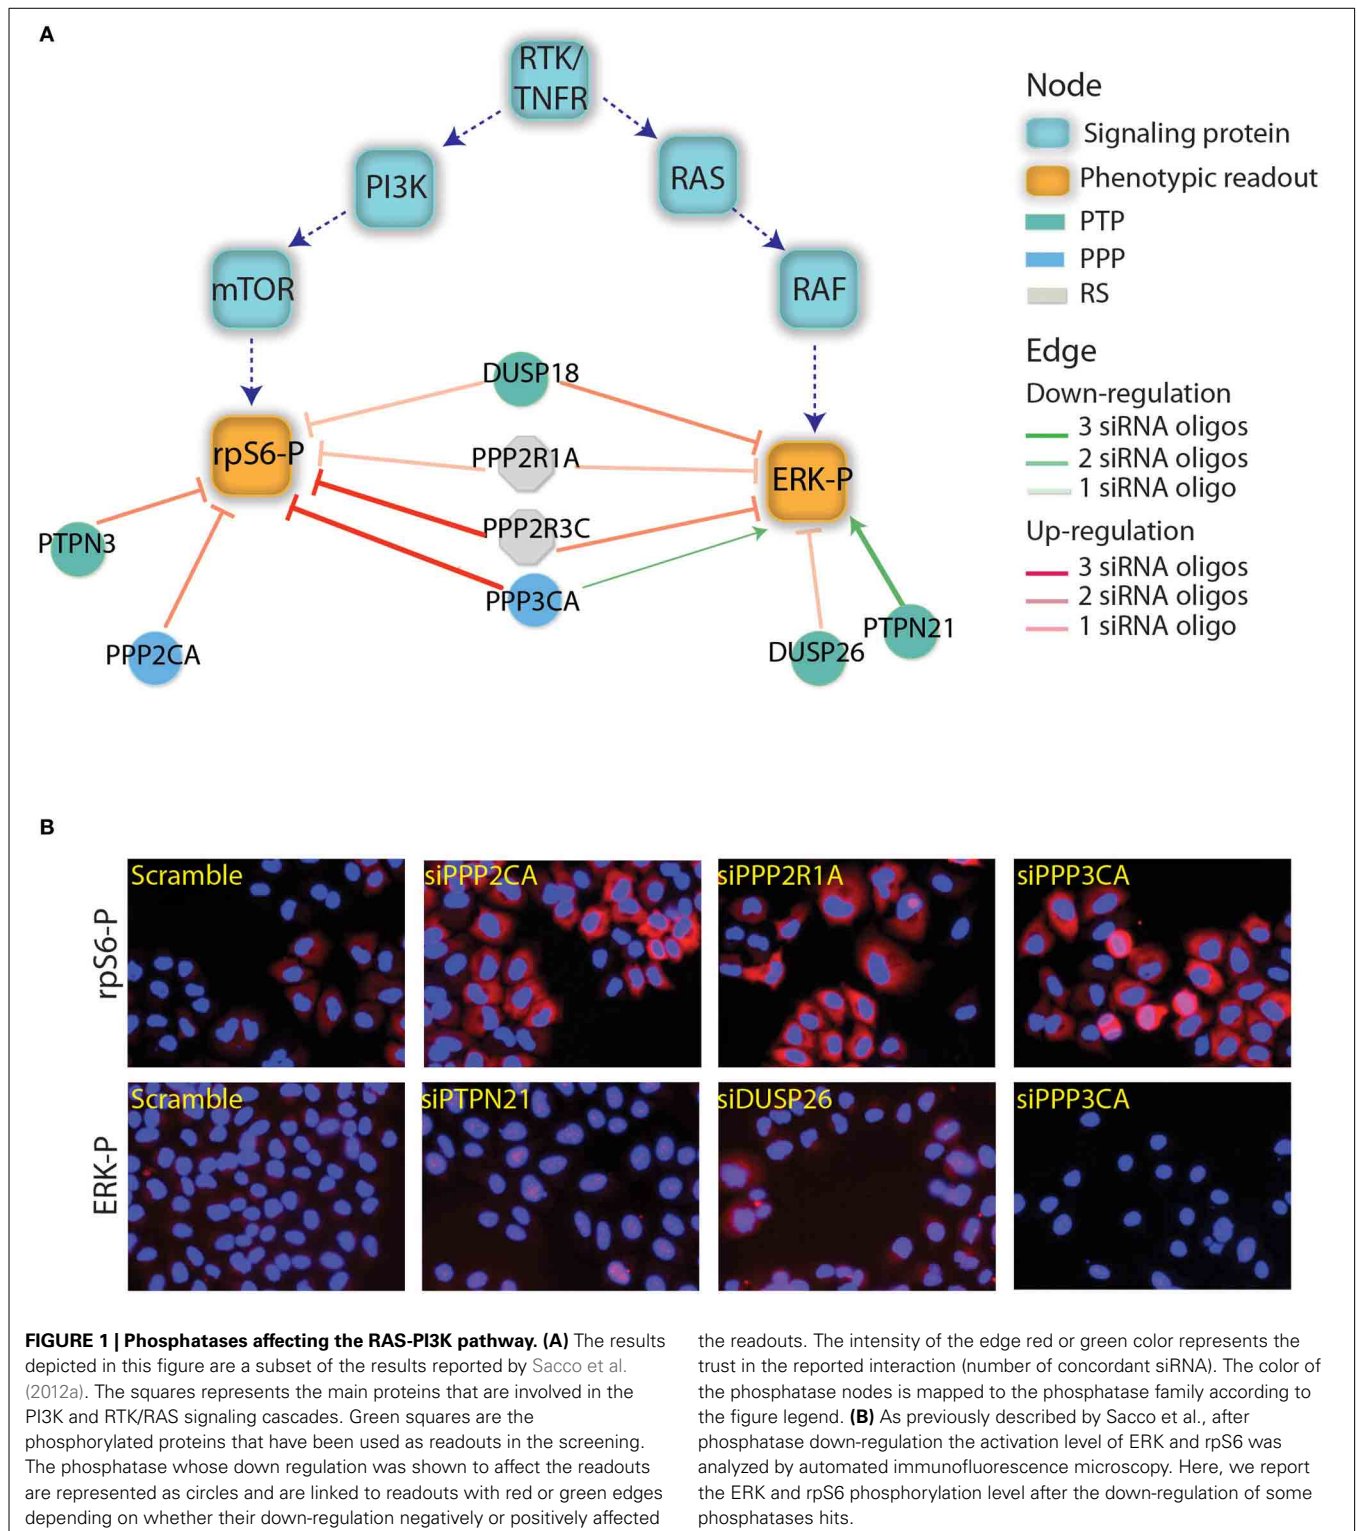 A
RTK/
TNFR
PI3K
RAS
mTOR
RAF
DUSP18
rpS6-P
PPP2R1A
ERK-P
PPP2R3C
PTPN3
PPP3CA
PPP2CA
DUSP26
PTPN21
Node
Signaling protein
Phenotypic readout
PTP
PPP
RS
Edge
Down-regulation
3 siRNA oligos
2 siRNA oligos
1 siRNA oligo
Up-regulation
3 siRNA oligos
2 siRNA oligos
1 siRNA oligo
B
rpS6-P
Scramble
siPPP2CA
siPPP2R1A
siPPP3CA
ERK-P
Scramble
siPTPN21
siDUSP26
siPPP3CA
FIGURE 1 | Phosphatases affecting the RAS-PI3K pathway. (A) The results
depicted in this figure are a subset of the results reported by Sacco et al.
(2012a). The squares represents the main proteins that are involved in the
PI3K and RTK/RAS signaling cascades. Green squares are the
phosphorylated proteins that have been used as readouts in the screening.
The phosphatase whose down regulation was shown to affect the readouts
are represented as circles and are linked to readouts with red or green edges
depending on whether their down-regulation negatively or positively affected
the readouts. The intensity of the edge red or green color represents the
trust in the reported interaction (number of concordant siRNA). The color of
the phosphatase nodes is mapped to the phosphatase family according to
the figure legend. (B) As previously described by Sacco et al., after
phosphatase down-regulation the activation level of ERK and rpS6 was
analyzed by automated immunofluorescence microscopy. Here, we report
the ERK and rpS6 phosphorylation level after the down-regulation of some
phosphatases hits.